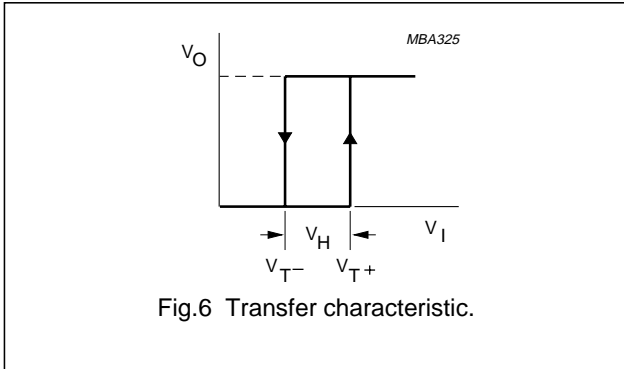 MBA325
VO
VH
VI
VT− VT+
Fig.6 Transfer characteristic.